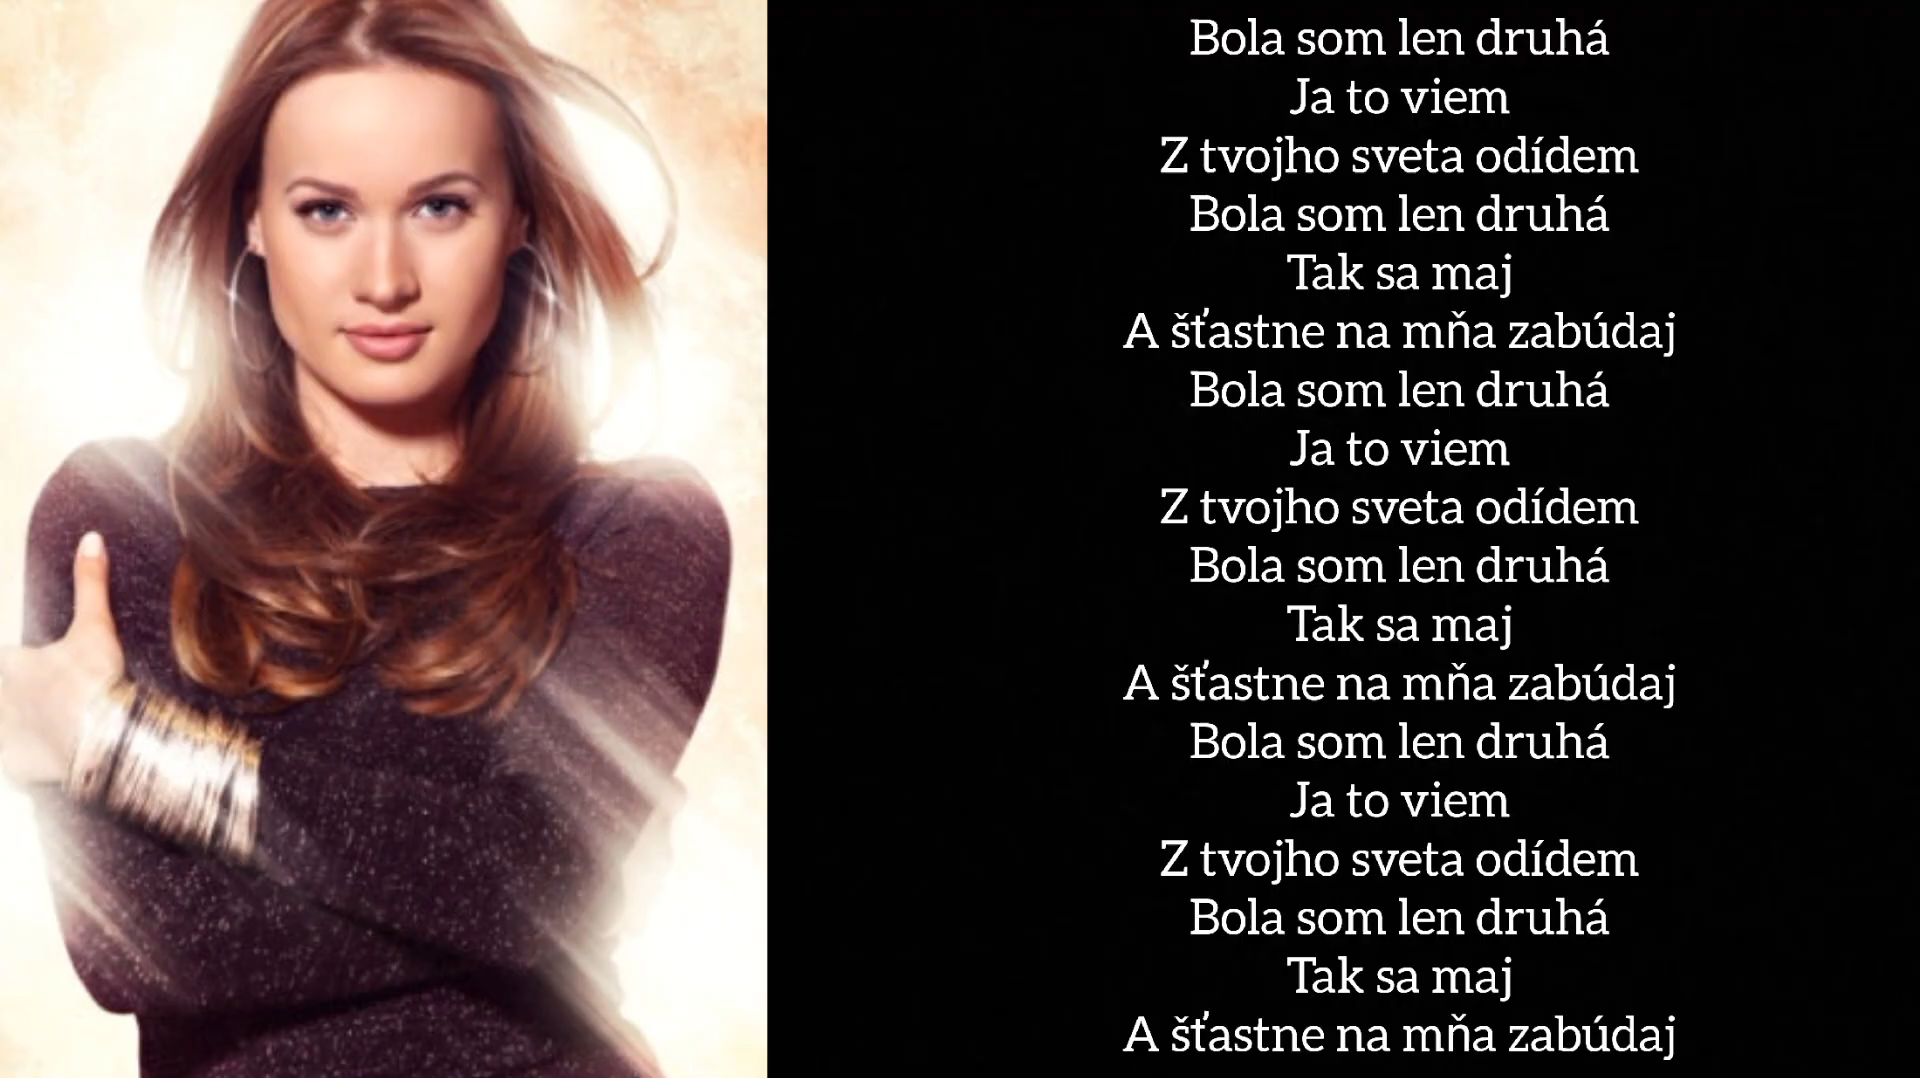 Bola som len druhá
Ja to viem
Z tvojho sveta odídem
Bola som len druhá
Tak sa maj
A šťastne na mňa zabúdaj
Bola som len druhá
Ja to viem
Z tvojho sveta odídem
Bola som len druhá
Tak sa maj
A šťastne na mňa zabúdaj
Bola som len druhá
Ja to viem
Z tvojho sveta odídem
Bola som len druhá
Tak sa maj
A šťastne na mňa zabúdaj